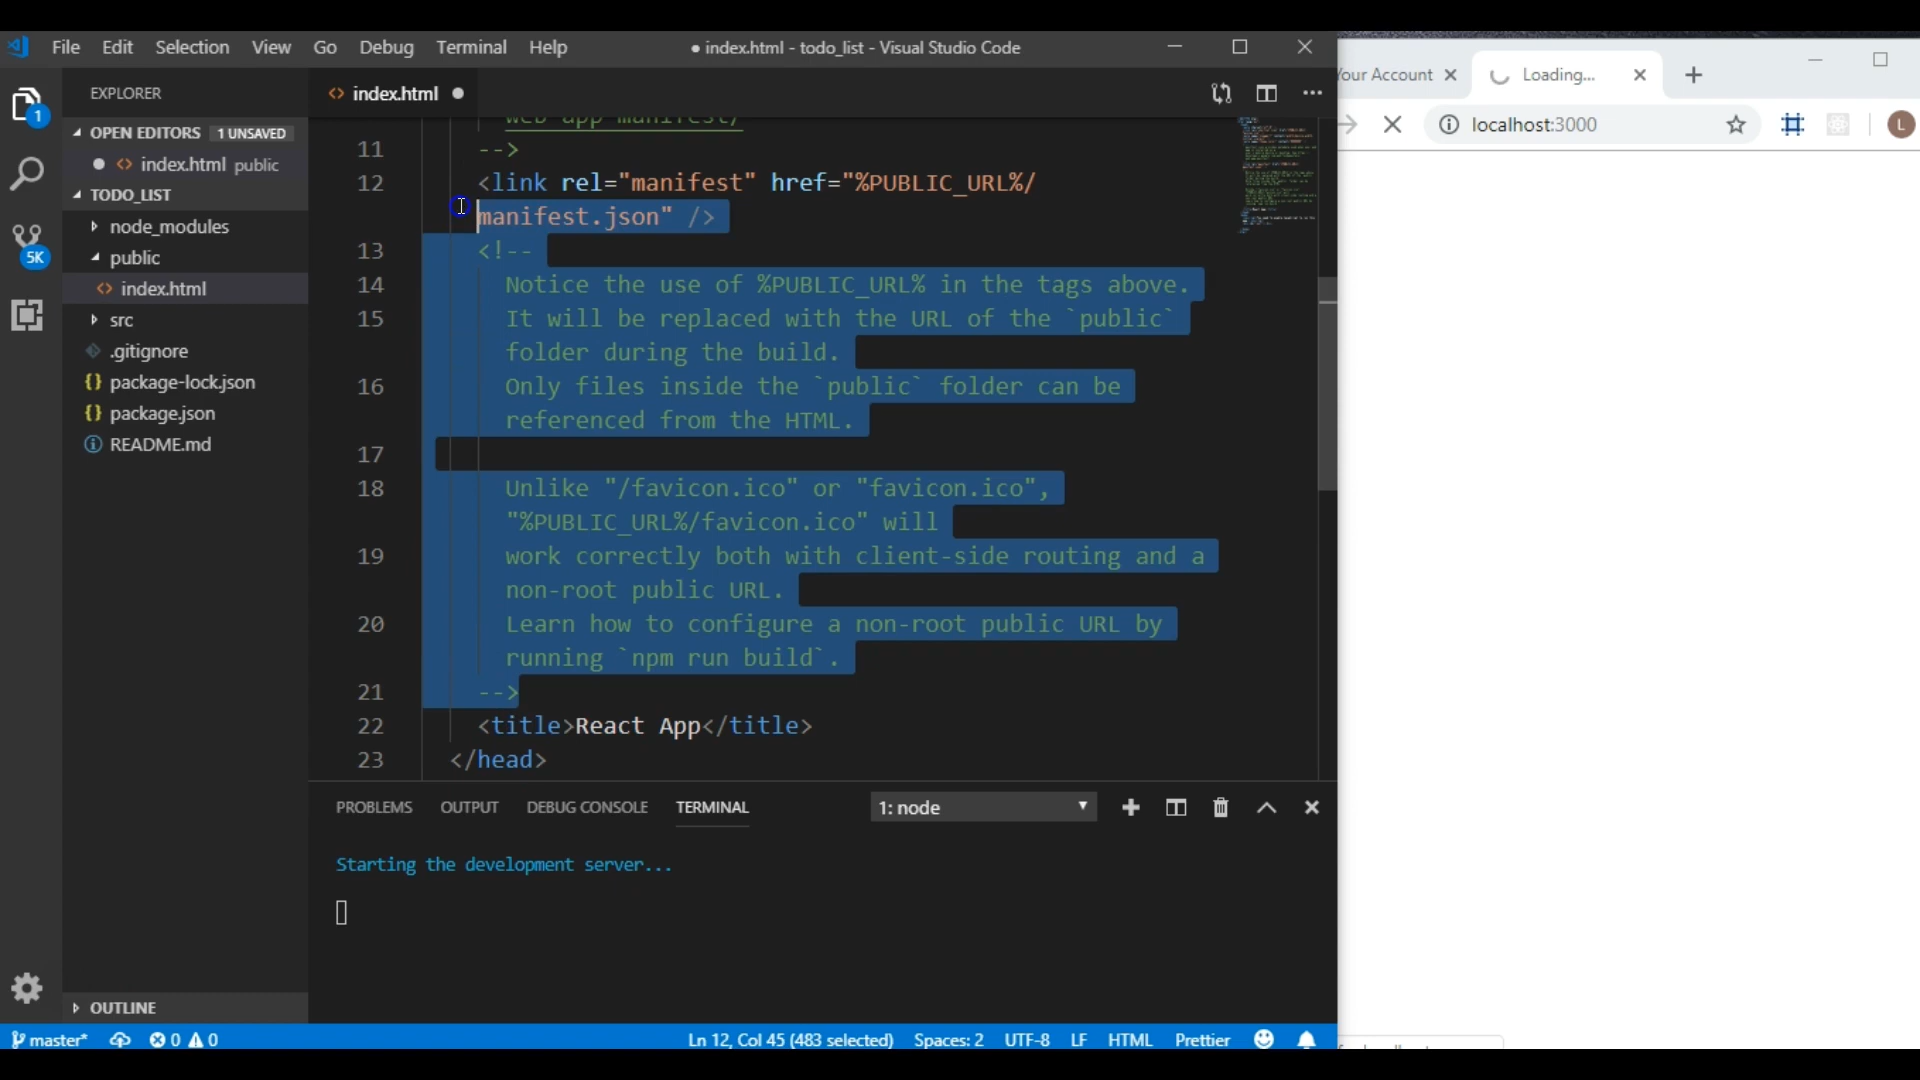 File Edit Selection View Go Debug Terminal Help
● index.html - todo_list - Visual Studio Code
EXPLORER
OPEN EDITORS 1 UNSAVED
index.html public
TODO_LIST
node_modules
public
index.html
src
.gitignore
package-lock.json
package.json
README.md
OUTLINE
1
5K
<> index.html
web-app-manifest/
11 -->
12 <link rel="manifest" href="%PUBLIC_URL%/
manifest.json" />
13 <!--
14 Notice the use of %PUBLIC_URL% in the tags above.
15 It will be replaced with the URL of the `public`
folder during the build.
16 Only files inside the `public` folder can be
referenced from the HTML.
17
18 Unlike "/favicon.ico" or "favicon.ico",
"%PUBLIC_URL%/favicon.ico" will
19 work correctly both with client-side routing and a
non-root public URL.
20 Learn how to configure a non-root public URL by
running `npm run build`.
21 -->
22 <title>React App</title>
23 </head>
PROBLEMS OUTPUT DEBUG CONSOLE TERMINAL 1: node
Starting the development server...
master* 0 0 Ln 12, Col 45 (483 selected) Spaces: 2 UTF-8 LF HTML Prettier
Your Account Loading...
localhost:3000
L